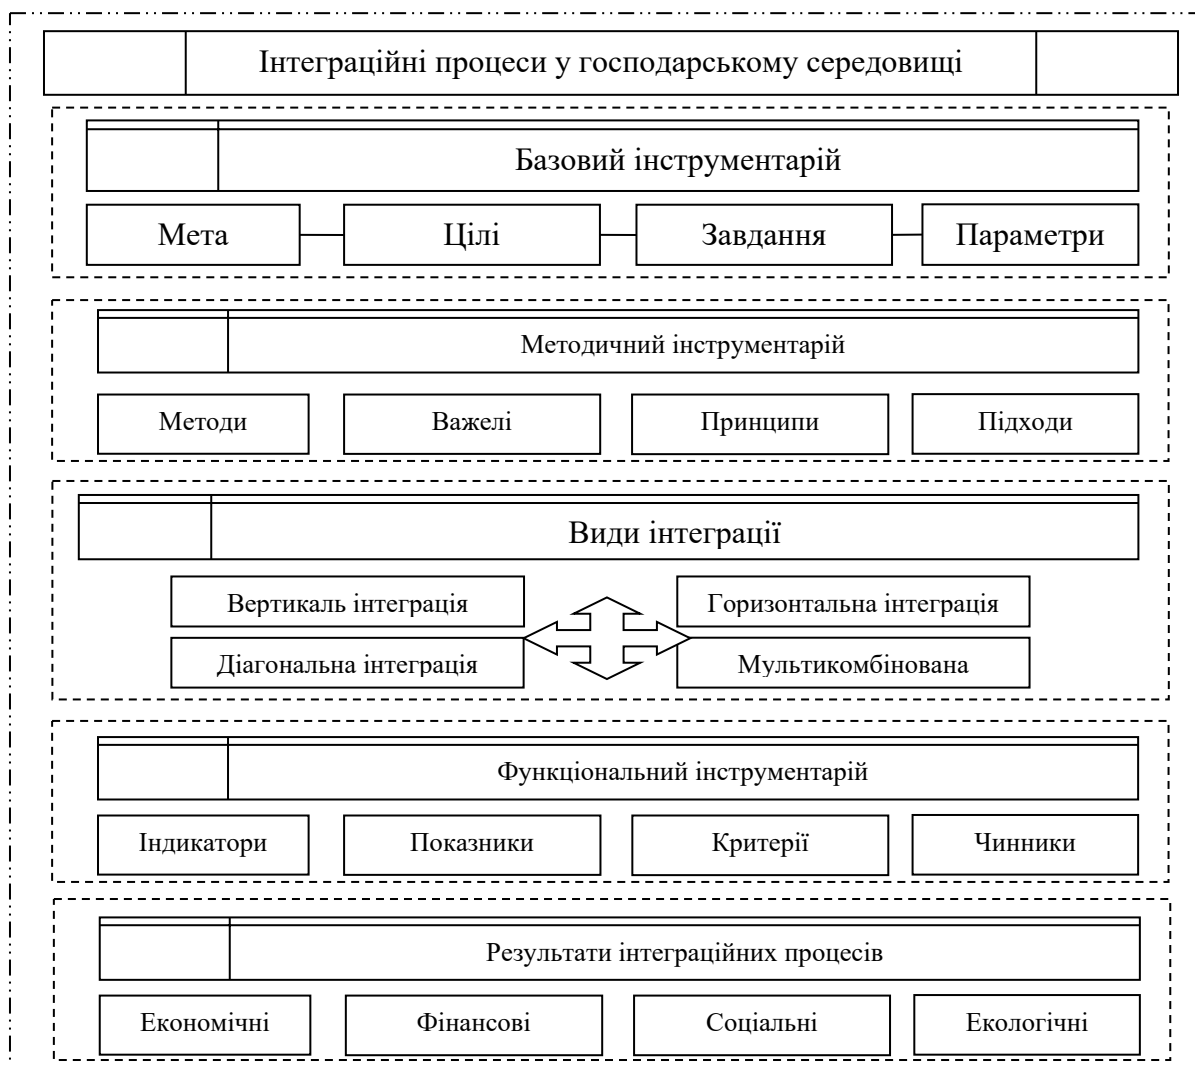 Інтеграційні процеси у господарському середовищі
Базовий інструментарій
Мета
Цілі
Завдання
Параметри
Методичний інструментарій
Методи
Важелі
Принципи
Підходи
Види інтеграції
Вертикаль інтеграція
Горизонтальна інтеграція
Діагональна інтеграція
Мультикомбінована
Функціональний інструментарій
Індикатори
Показники
Критерії
Чинники
Результати інтеграційних процесів
Економічні
Фінансові
Соціальні
Екологічні